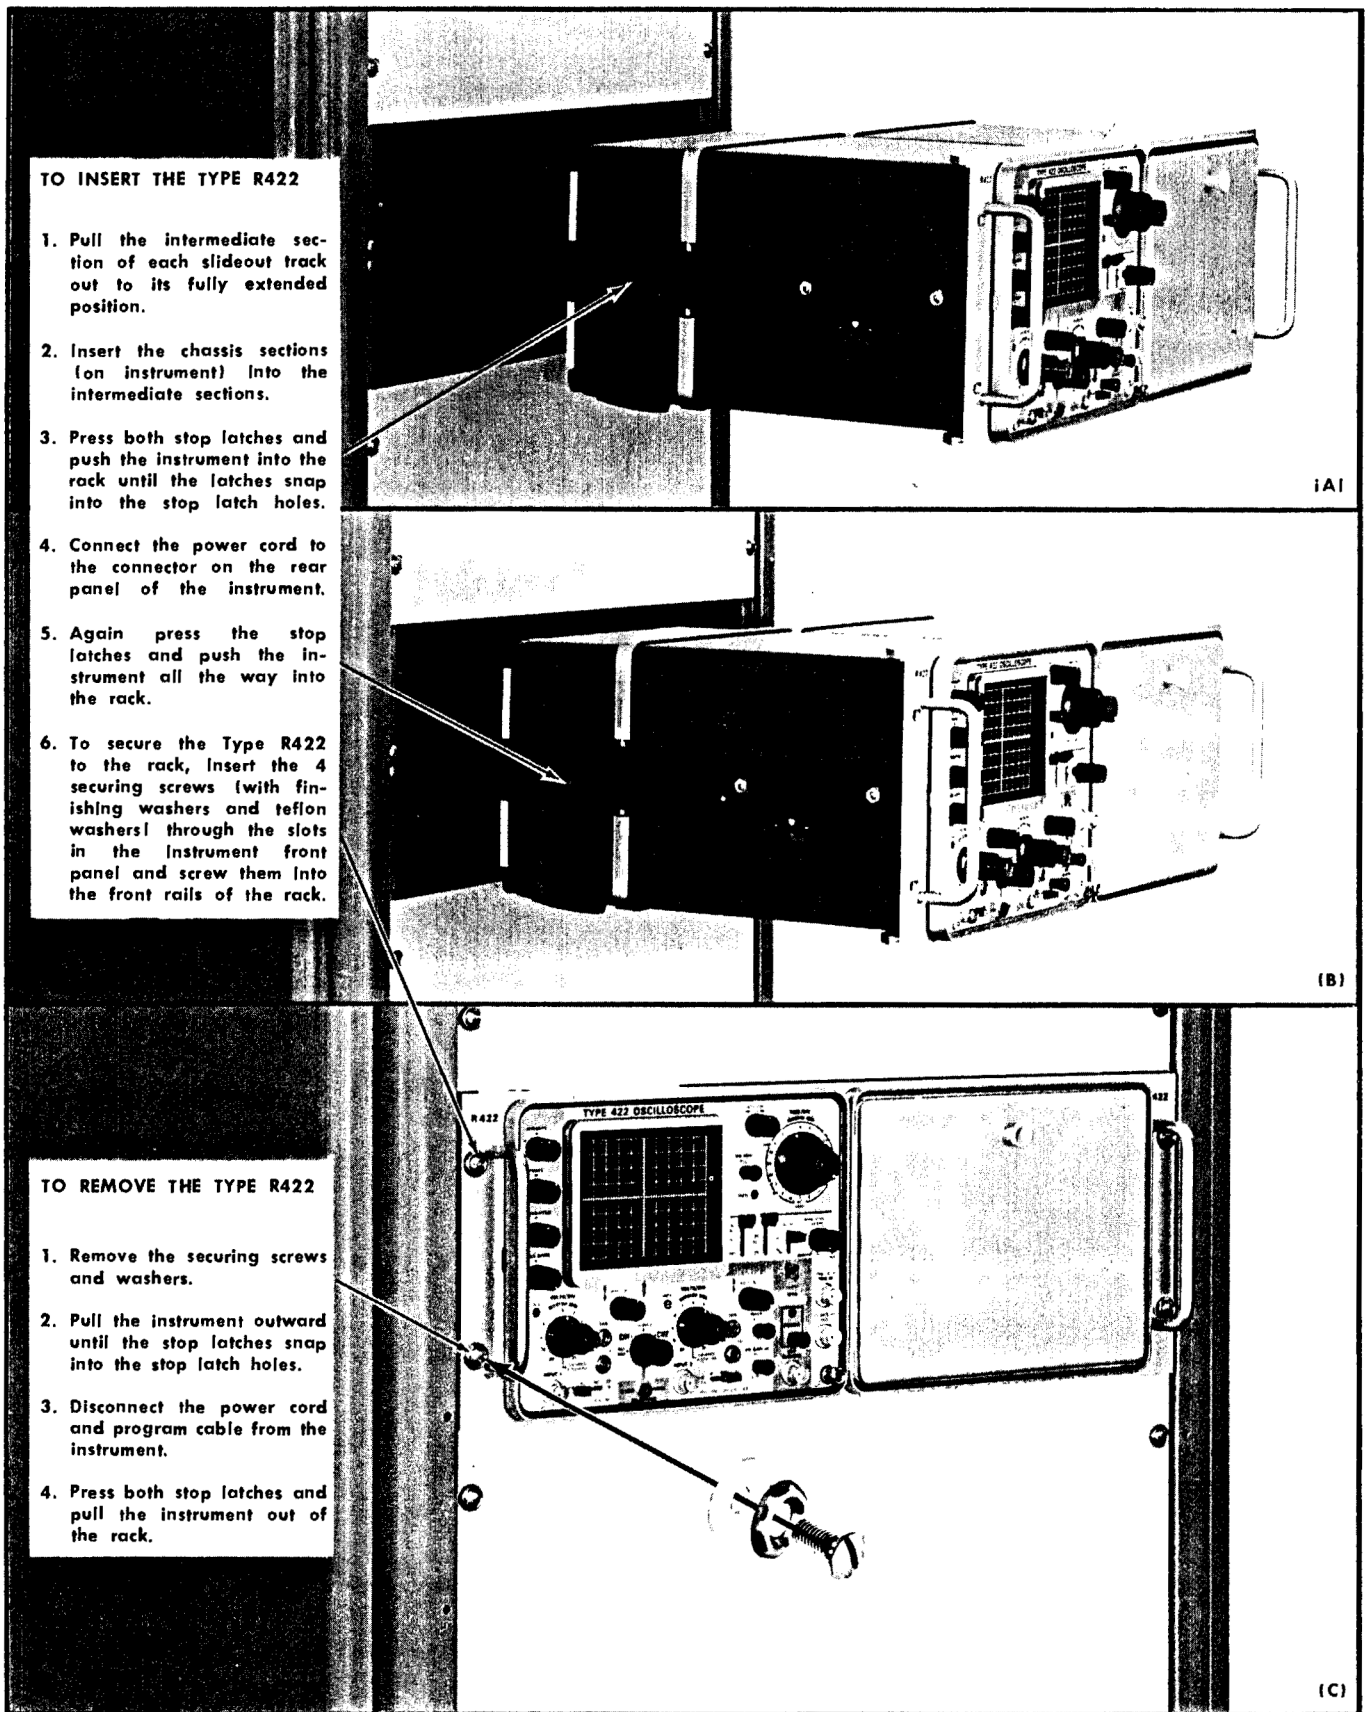 TO INSERT THE TYPE R422
1. Pull the intermediate sec-
tion of each slideout track
out to its fully extended
position.
2. Insert the chassis sections
(on instrument) into the
intermediate sections.
3. Press both stop latches and
push the instrument into the
rack until the latches snap
into the stop latch holes.
4. Connect the power cord to
the connector on the rear
panel of the instrument.
5. Again press the stop
latches and push the in-
strument all the way into
the rack.
6. To secure the Type R422
to the rack, insert the 4
securing screws (with fin-
ishing washers and teflon
washers) through the slots
in the instrument front
panel and screw them into
the front rails of the rack.
R422
TYPE 422 OSCILLOSCOPE
(A)
R422
TYPE 422 OSCILLOSCOPE
(B)
TO REMOVE THE TYPE R422
1. Remove the securing screws
and washers.
2. Pull the instrument outward
until the stop latches snap
into the stop latch holes.
3. Disconnect the power cord
and program cable from the
instrument.
4. Press both stop latches and
pull the instrument out of
the rack.
R422
TYPE 422 OSCILLOSCOPE
422
(C)